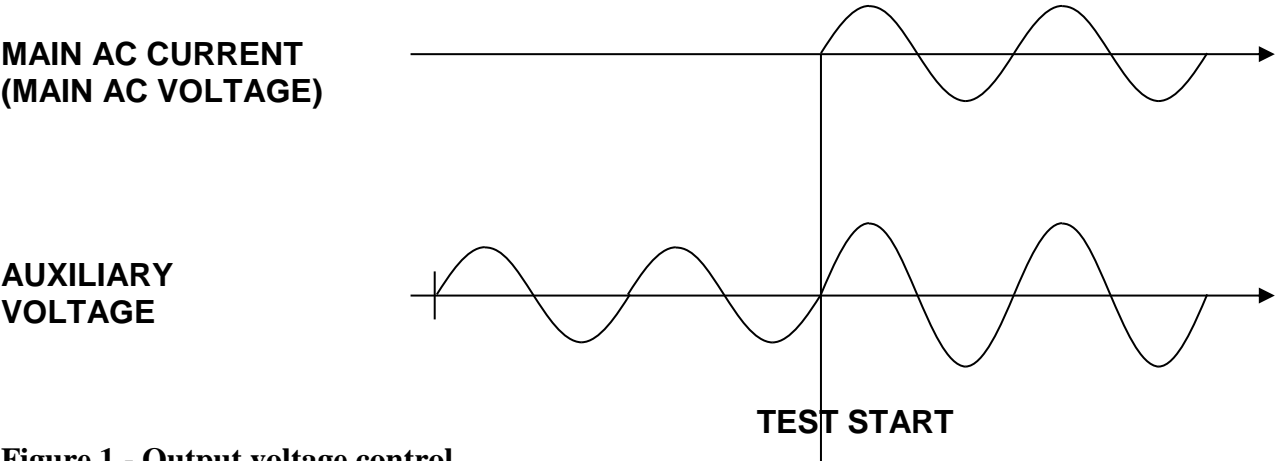 MAIN AC CURRENT
(MAIN AC VOLTAGE)
AUXILIARY
VOLTAGE
TEST START
Figure 1 - Output voltage control